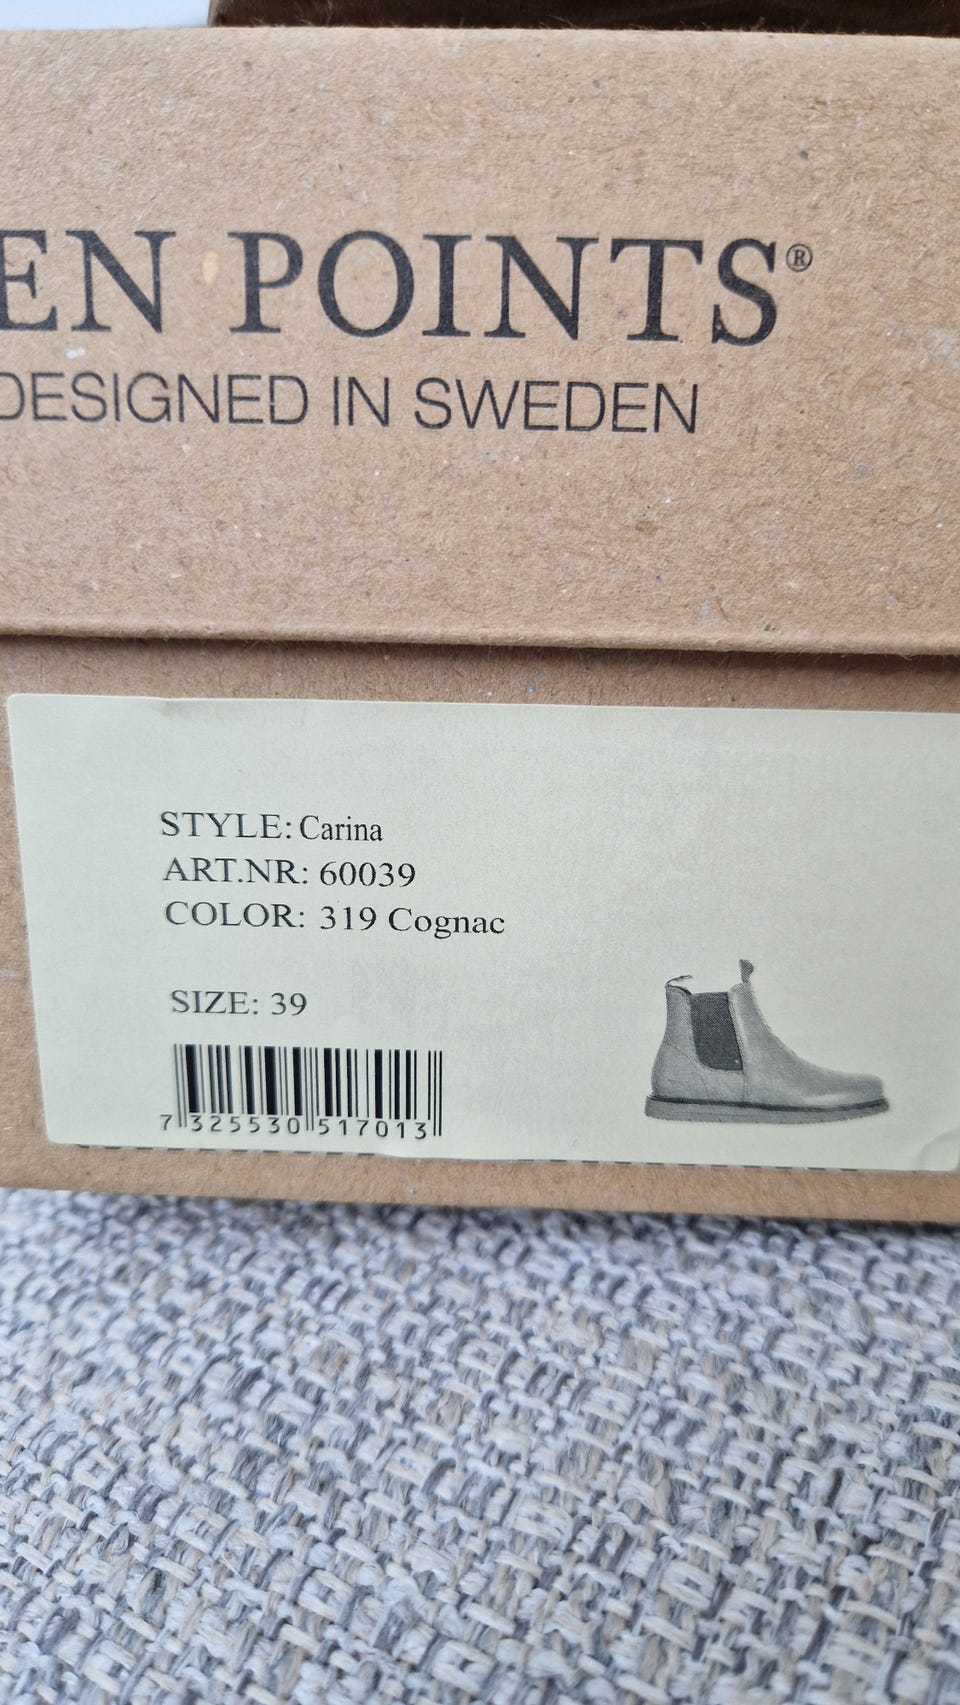 EN POINTS®
DESIGNED IN SWEDEN
STYLE: Carina
ART.NR: 60039
COLOR: 319 Cognac
SIZE: 39
7 325530 517013